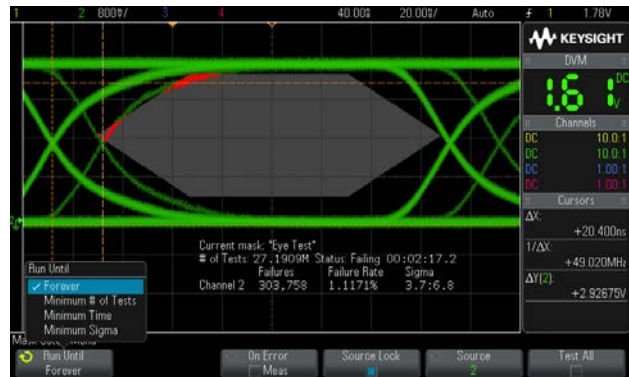 1 2 800▽/ 3 4 40.00▽ 20.00▽/ Auto 1 1.78V
KEYSIGHT
DVM
1.61 DC V
Channels
DC 10.0:1
DC 10.0:1
DC 1.00:1
DC 1.00:1
Cursors
ΔX:
+20.400ns
1/ΔX:
+49.020MHz
ΔY(2):
+2.92675V
Current mask: "Eye Test"
# of Tests: 27.1909M Status: Failing 00:02:17.2
Failures Failure Rate Sigma
Channel 2 303,758 1.1171% 3.7:6.8
Run Until
Forever
Minimum # of Tests
Minimum Time
Minimum Sigma
Run Until
Forever
On Error
Meas
Source Lock
Source
2
Test All